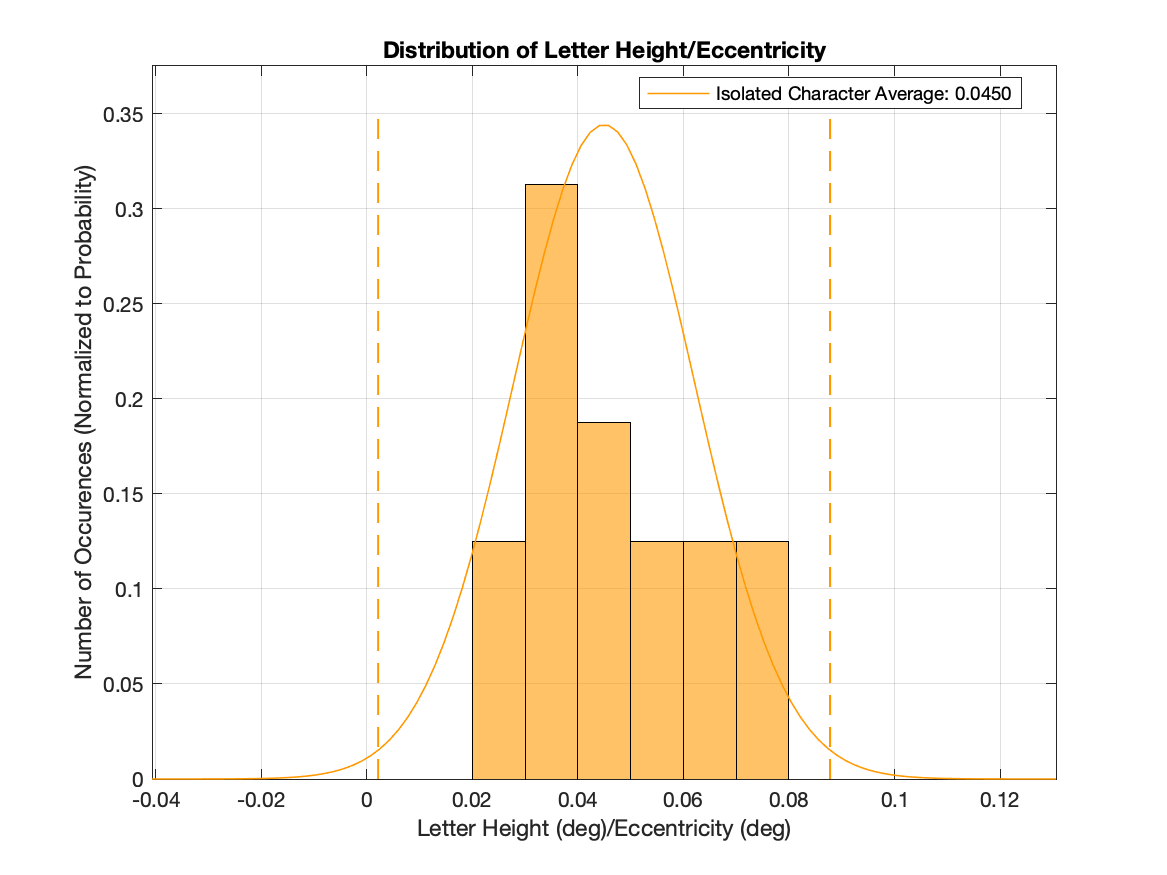 Distribution of Letter Height/Eccentricity
Isolated Character Average: 0.0450
Number of Occurences (Normalized to Probability)
0.35
0.3
0.25
0.2
0.15
0.1
0.05
0
-0.04 -0.02 0 0.02 0.04 0.06 0.08 0.1 0.12
Letter Height (deg)/Eccentricity (deg)